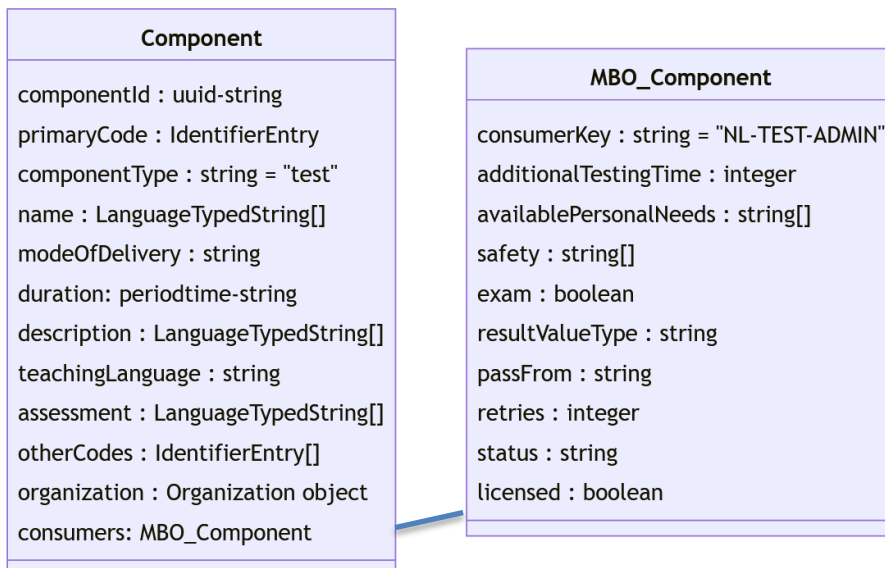 Component
componentId : uuid-string
primaryCode : IdentifierEntry
componentType : string = "test"
name : LanguageTypedString[]
modeOfDelivery : string
duration: periodtime-string
description : LanguageTypedString[]
teachingLanguage : string
assessment : LanguageTypedString[]
otherCodes : IdentifierEntry[]
organization : Organization object
consumers: MBO_Component
MBO_Component
consumerKey : string = "NL-TEST-ADMIN"
additionalTestingTime : integer
availablePersonalNeeds : string[]
safety : string[]
exam : boolean
resultValueType : string
passFrom : string
retries : integer
status : string
licensed : boolean